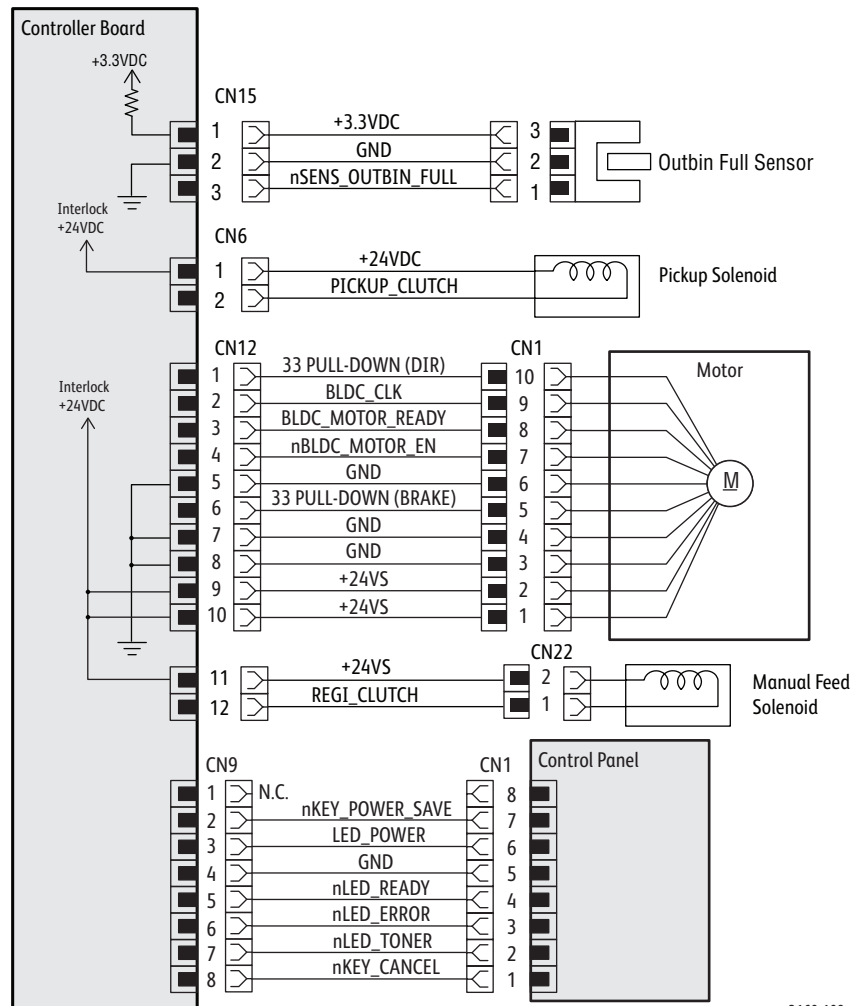 Controller Board
+3.3VDC
CN15
1 +3.3VDC 3
2 GND 2 Outbin Full Sensor
3 nSENS_OUTBIN_FULL 1
Interlock
+24VDC
CN6
1 +24VDC
2 PICKUP_CLUTCH
Pickup Solenoid
CN12 CN1
Motor
M
Interlock
+24VDC
1 33 PULL-DOWN (DIR) 10
2 BLDC_CLK 9
3 BLDC_MOTOR_READY 8
4 nBLDC_MOTOR_EN 7
5 GND 6
6 33 PULL-DOWN (BRAKE) 5
7 GND 4
8 GND 3
9 +24VS 2
10 +24VS 1
CN22
11 +24VS 2
12 REGI_CLUTCH 1
Manual Feed
Solenoid
CN9 CN1 Control Panel
1 N.C. 8
2 nKEY_POWER_SAVE 7
3 LED_POWER 6
4 GND 5
5 nLED_READY 4
6 nLED_ERROR 3
7 nLED_TONER 2
8 nKEY_CANCEL 1